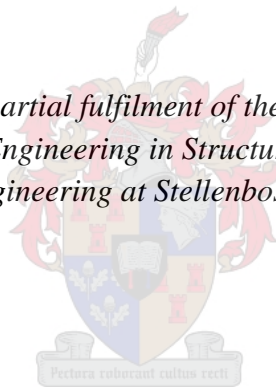 artial fulfilment of the
Engineering in Structu
gineering at Stellenbos
Pectora roborant cultus recti